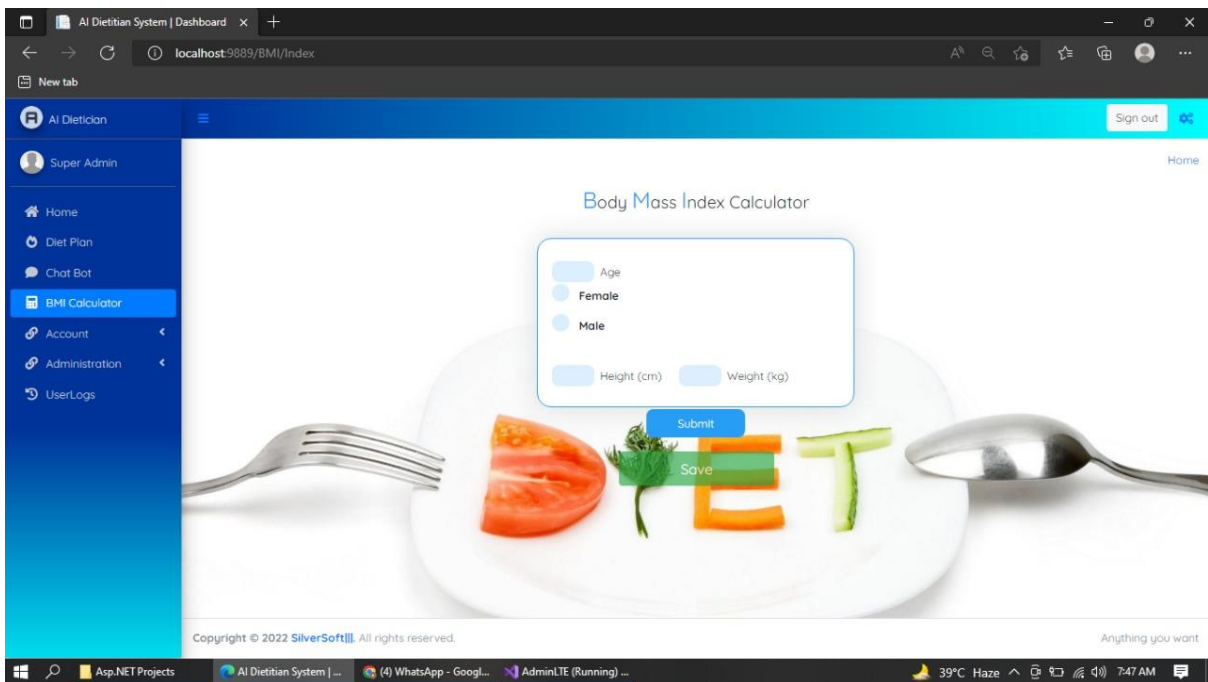 AI Dietitian System | Dashboard
localhost:9889/BMI/Index
New tab
AI Dietician
Sign out
Super Admin
Home
Home
Diet Plan
Chat Bot
BMI Calculator
Account
Administration
UserLogs
Body Mass Index Calculator
Age
Female
Male
Height (cm) Weight (kg)
Submit
Save
DIET
Copyright © 2022 SilverSoft|||. All rights reserved.
Anything you want
Asp.NET Projects
AI Dietitian System | ...
(4) WhatsApp - Googl...
AdminLTE (Running) ...
39°C Haze
7:47 AM